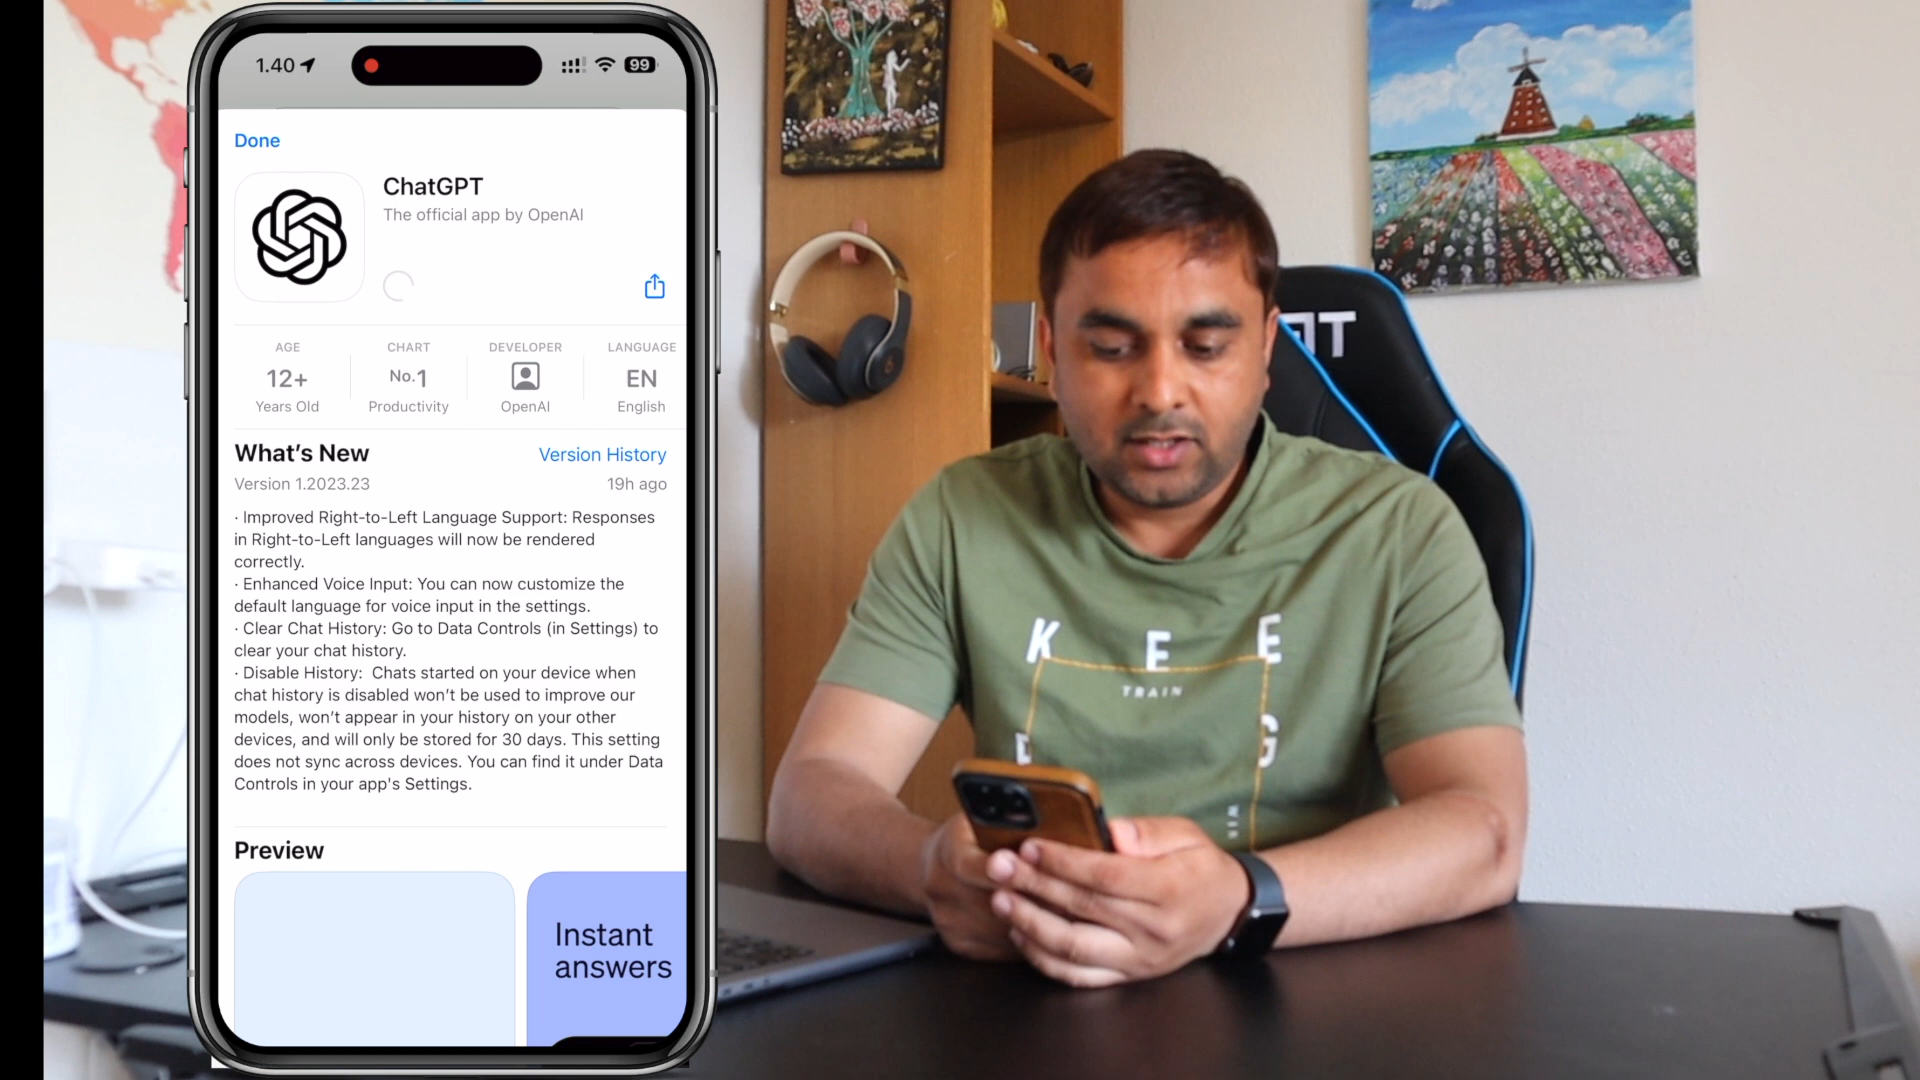 1.40
99
Done
ChatGPT
The official app by OpenAI
AGE
12+
Years Old
CHART
No.1
Productivity
DEVELOPER
OpenAI
LANGUAGE
EN
English
What’s New
Version History
Version 1.2023.23
19h ago
· Improved Right-to-Left Language Support: Responses
in Right-to-Left languages will now be rendered
correctly.
· Enhanced Voice Input: You can now customize the
default language for voice input in the settings.
· Clear Chat History: Go to Data Controls (in Settings) to
clear your chat history.
· Disable History:  Chats started on your device when
chat history is disabled won’t be used to improve our
models, won’t appear in your history on your other
devices, and will only be stored for 30 days. This setting
does not sync across devices. You can find it under Data
Controls in your app's Settings.
Preview
Instant
answers
K E E
TRAIN
G